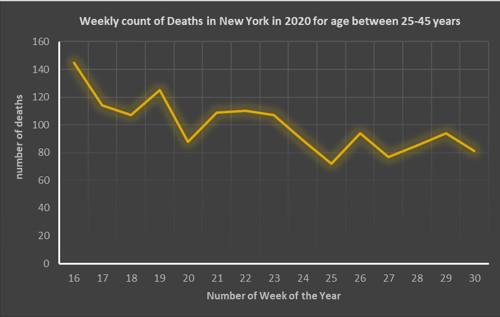 Weekly count of Deaths in New York in 2020 for age between 25-45 years
160
140
120
100
80
60
40
20
0
number of deaths
16 17 18 19 20 21 22 23 24 25 26 27 28 29 30
Number of Week of the Year